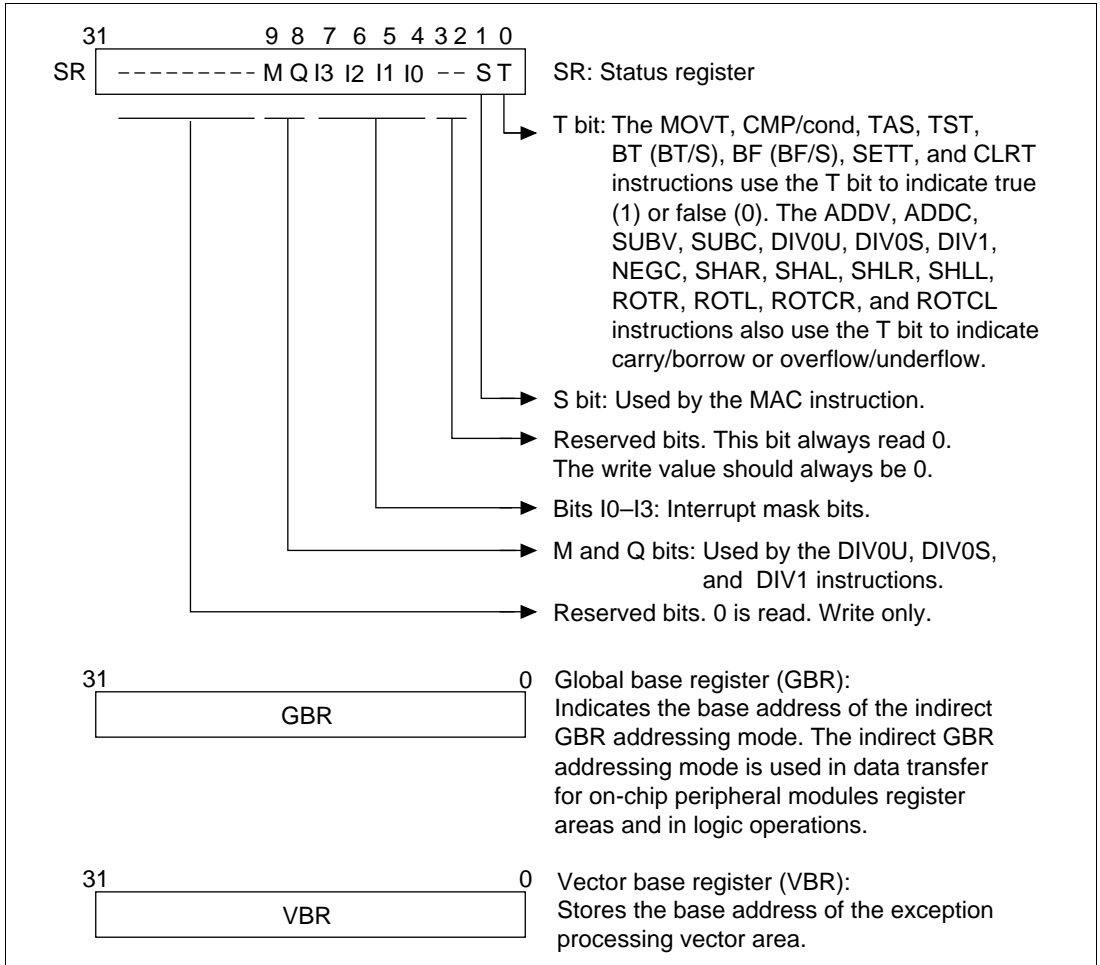 31 9 8 7 6 5 4 3 2 1 0
SR --------- M Q I3 I2 I1 I0 -- S T SR: Status register
T bit: The MOVT, CMP/cond, TAS, TST,
BT (BT/S), BF (BF/S), SETT, and CLRT
instructions use the T bit to indicate true
(1) or false (0). The ADDV, ADDC,
SUBV, SUBC, DIV0U, DIV0S, DIV1,
NEGC, SHAR, SHAL, SHLR, SHLL,
ROTR, ROTL, ROTCR, and ROTCL
instructions also use the T bit to indicate
carry/borrow or overflow/underflow.
S bit: Used by the MAC instruction.
Reserved bits. This bit always read 0.
The write value should always be 0.
Bits I0–I3: Interrupt mask bits.
M and Q bits: Used by the DIV0U, DIV0S,
and DIV1 instructions.
Reserved bits. 0 is read. Write only.
31 0 Global base register (GBR):
GBR Indicates the base address of the indirect
GBR addressing mode. The indirect GBR
addressing mode is used in data transfer
for on-chip peripheral modules register
areas and in logic operations.
31 0 Vector base register (VBR):
VBR Stores the base address of the exception
processing vector area.